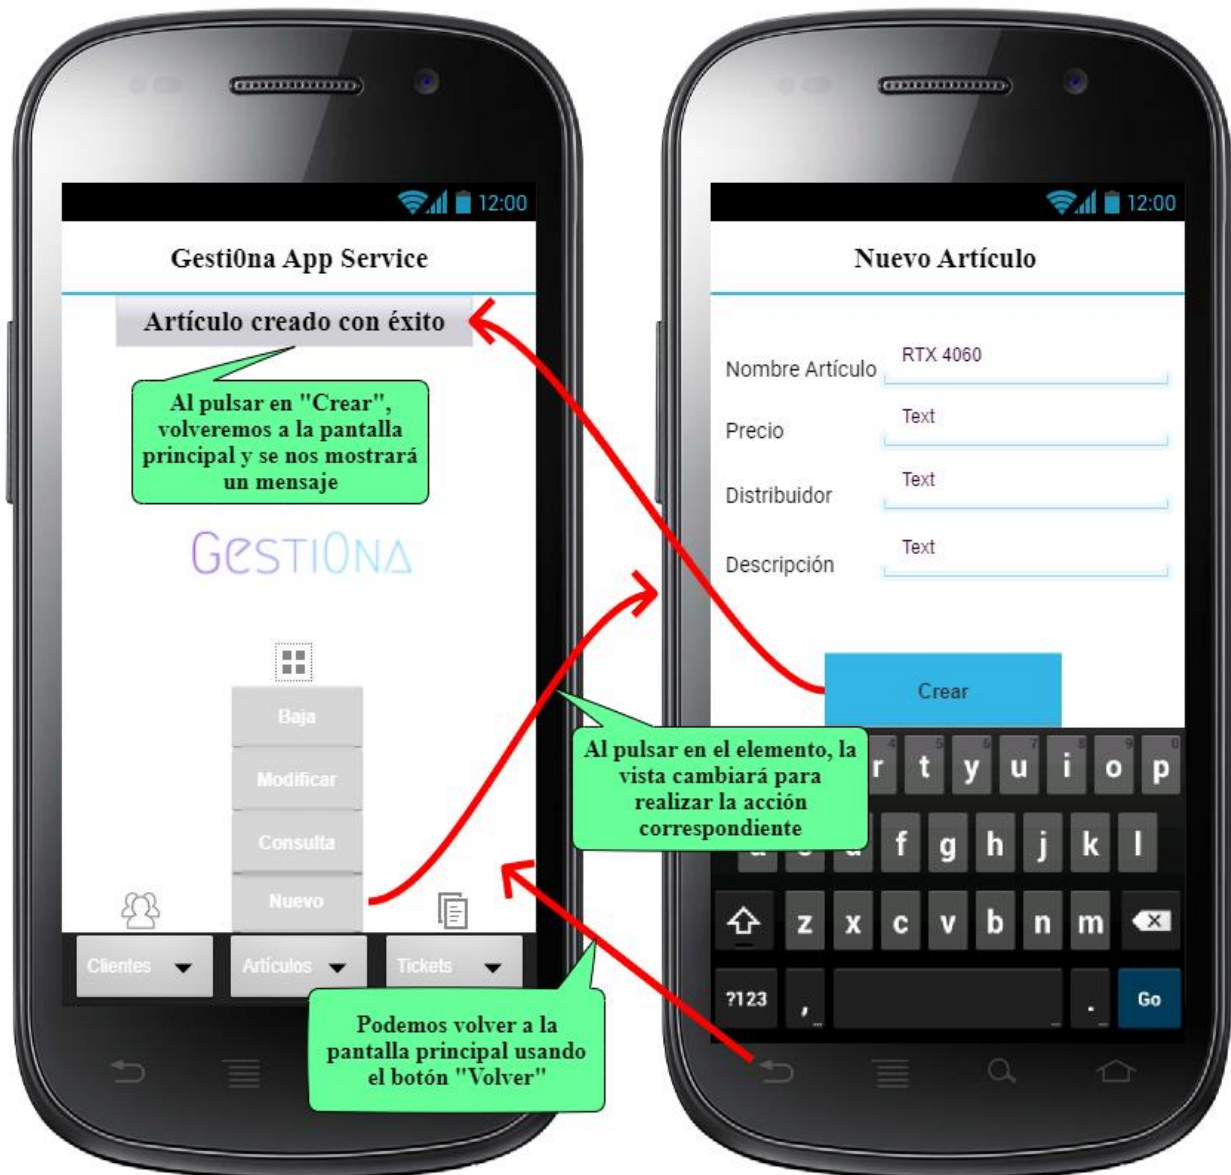 12:00
Gesti0na App Service
Artículo creado con éxito
Al pulsar en "Crear",
volveremos a la pantalla
principal y se nos mostrará
un mensaje
GESTI0NA
Baja
Modificar
Consulta
Nuevo
Clientes
Artículos
Tickets
Podemos volver a la
pantalla principal usando
el botón "Volver"
Al pulsar en el elemento, la
vista cambiará para
realizar la acción
correspondiente
12:00
Nuevo Artículo
Nombre Artículo RTX 4060
Precio Text
Distribuidor Text
Descripción Text
Crear
r t y u i o p
f g h j k l
z x c v b n m
?123 , . Go